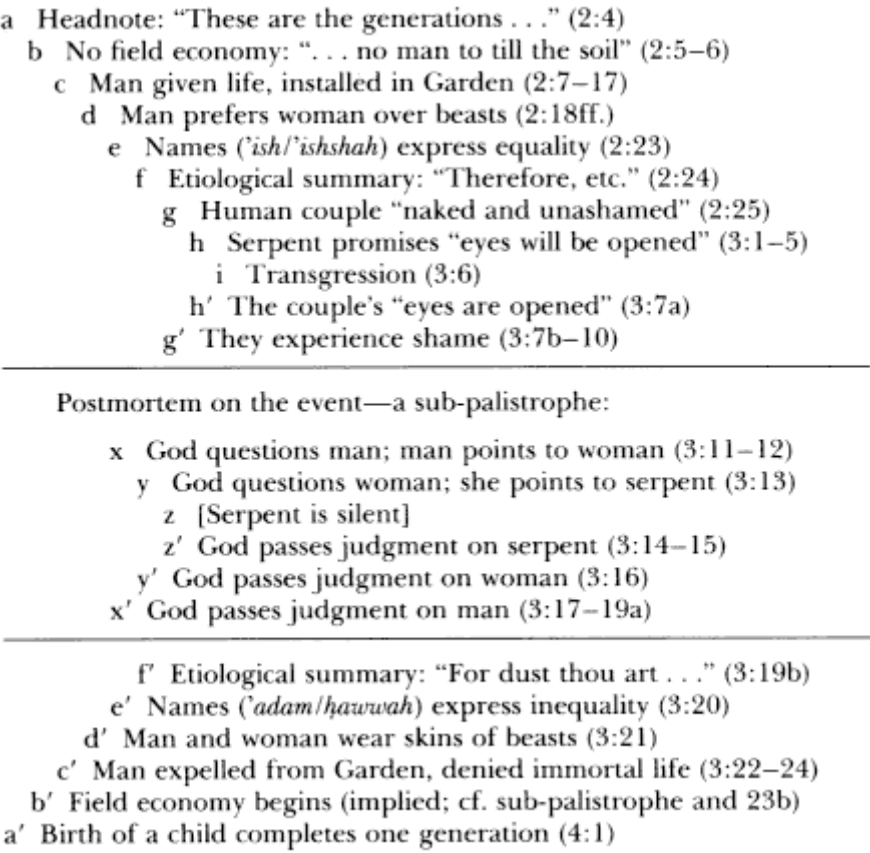 a Headnote: “These are the generations . . .” (2:4)
b No field economy: “. . . no man to till the soil” (2:5–6)
c Man given life, installed in Garden (2:7–17)
d Man prefers woman over beasts (2:18ff.)
e Names (’ish/’ishshah) express equality (2:23)
f Etiological summary: “Therefore, etc.” (2:24)
g Human couple “naked and unashamed” (2:25)
h Serpent promises “eyes will be opened” (3:1–5)
i Transgression (3:6)
h′ The couple’s “eyes are opened” (3:7a)
g′ They experience shame (3:7b–10)
Postmortem on the event—a sub-palistrophe:
x God questions man; man points to woman (3:11–12)
y God questions woman; she points to serpent (3:13)
z [Serpent is silent]
z′ God passes judgment on serpent (3:14–15)
y′ God passes judgment on woman (3:16)
x′ God passes judgment on man (3:17–19a)
f′ Etiological summary: “For dust thou art . . .” (3:19b)
e′ Names (’adam/ḥawwah) express inequality (3:20)
d′ Man and woman wear skins of beasts (3:21)
c′ Man expelled from Garden, denied immortal life (3:22–24)
b′ Field economy begins (implied; cf. sub-palistrophe and 23b)
a′ Birth of a child completes one generation (4:1)